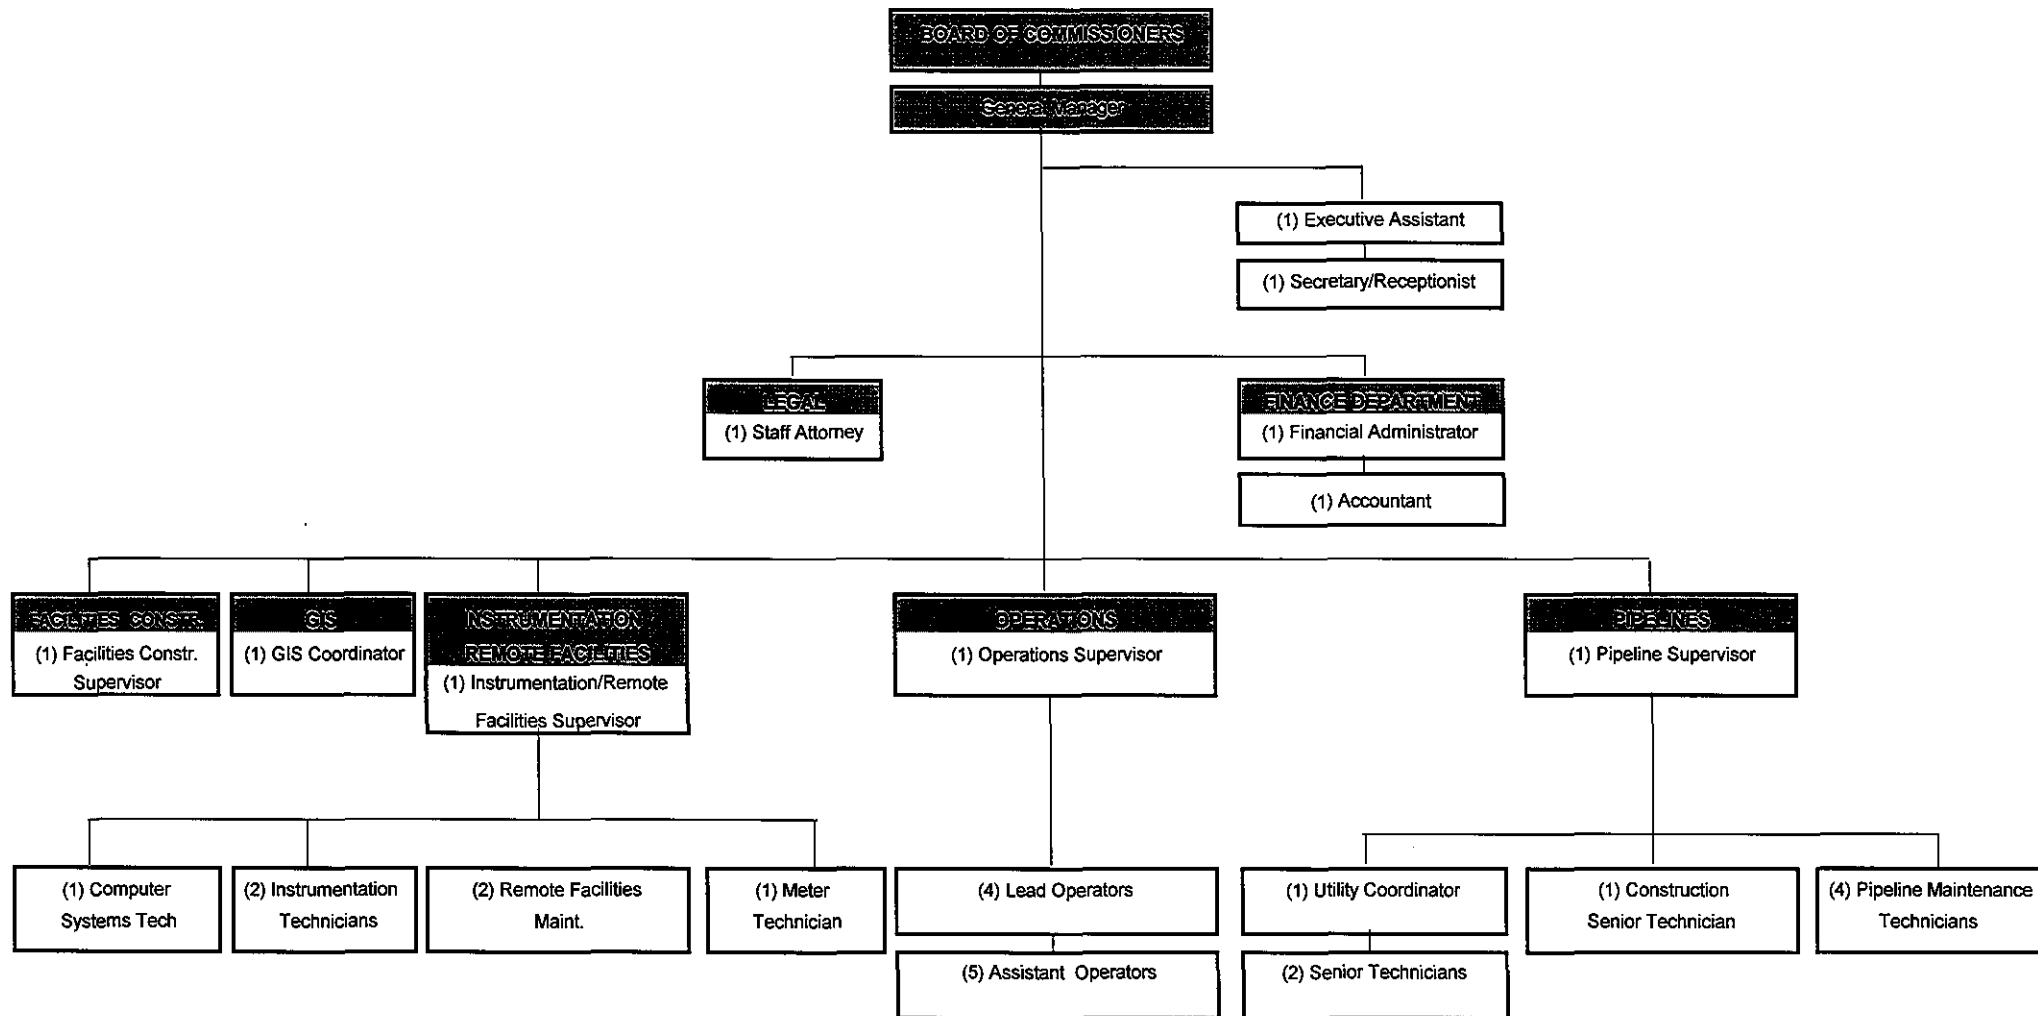 BOARD OF COMMISSIONERS
General Manager
(1) Executive Assistant
(1) Secretary/Receptionist
LEGAL
(1) Staff Attorney
FINANCE DEPARTMENT
(1) Financial Administrator
(1) Accountant
FACILITIES CONSTR.
(1) Facilities Constr.
Supervisor
GIS
(1) GIS Coordinator
INSTRUMENTATION
REMOTE FACILITIES
(1) Instrumentation/Remote
Facilities Supervisor
OPERATIONS
(1) Operations Supervisor
PIPELINES
(1) Pipeline Supervisor
(1) Computer
Systems Tech
(2) Instrumentation
Technicians
(2) Remote Facilities
Maint.
(1) Meter
Technician
(4) Lead Operators
(5) Assistant Operators
(1) Utility Coordinator
(2) Senior Technicians
(1) Construction
Senior Technician
(4) Pipeline Maintenance
Technicians